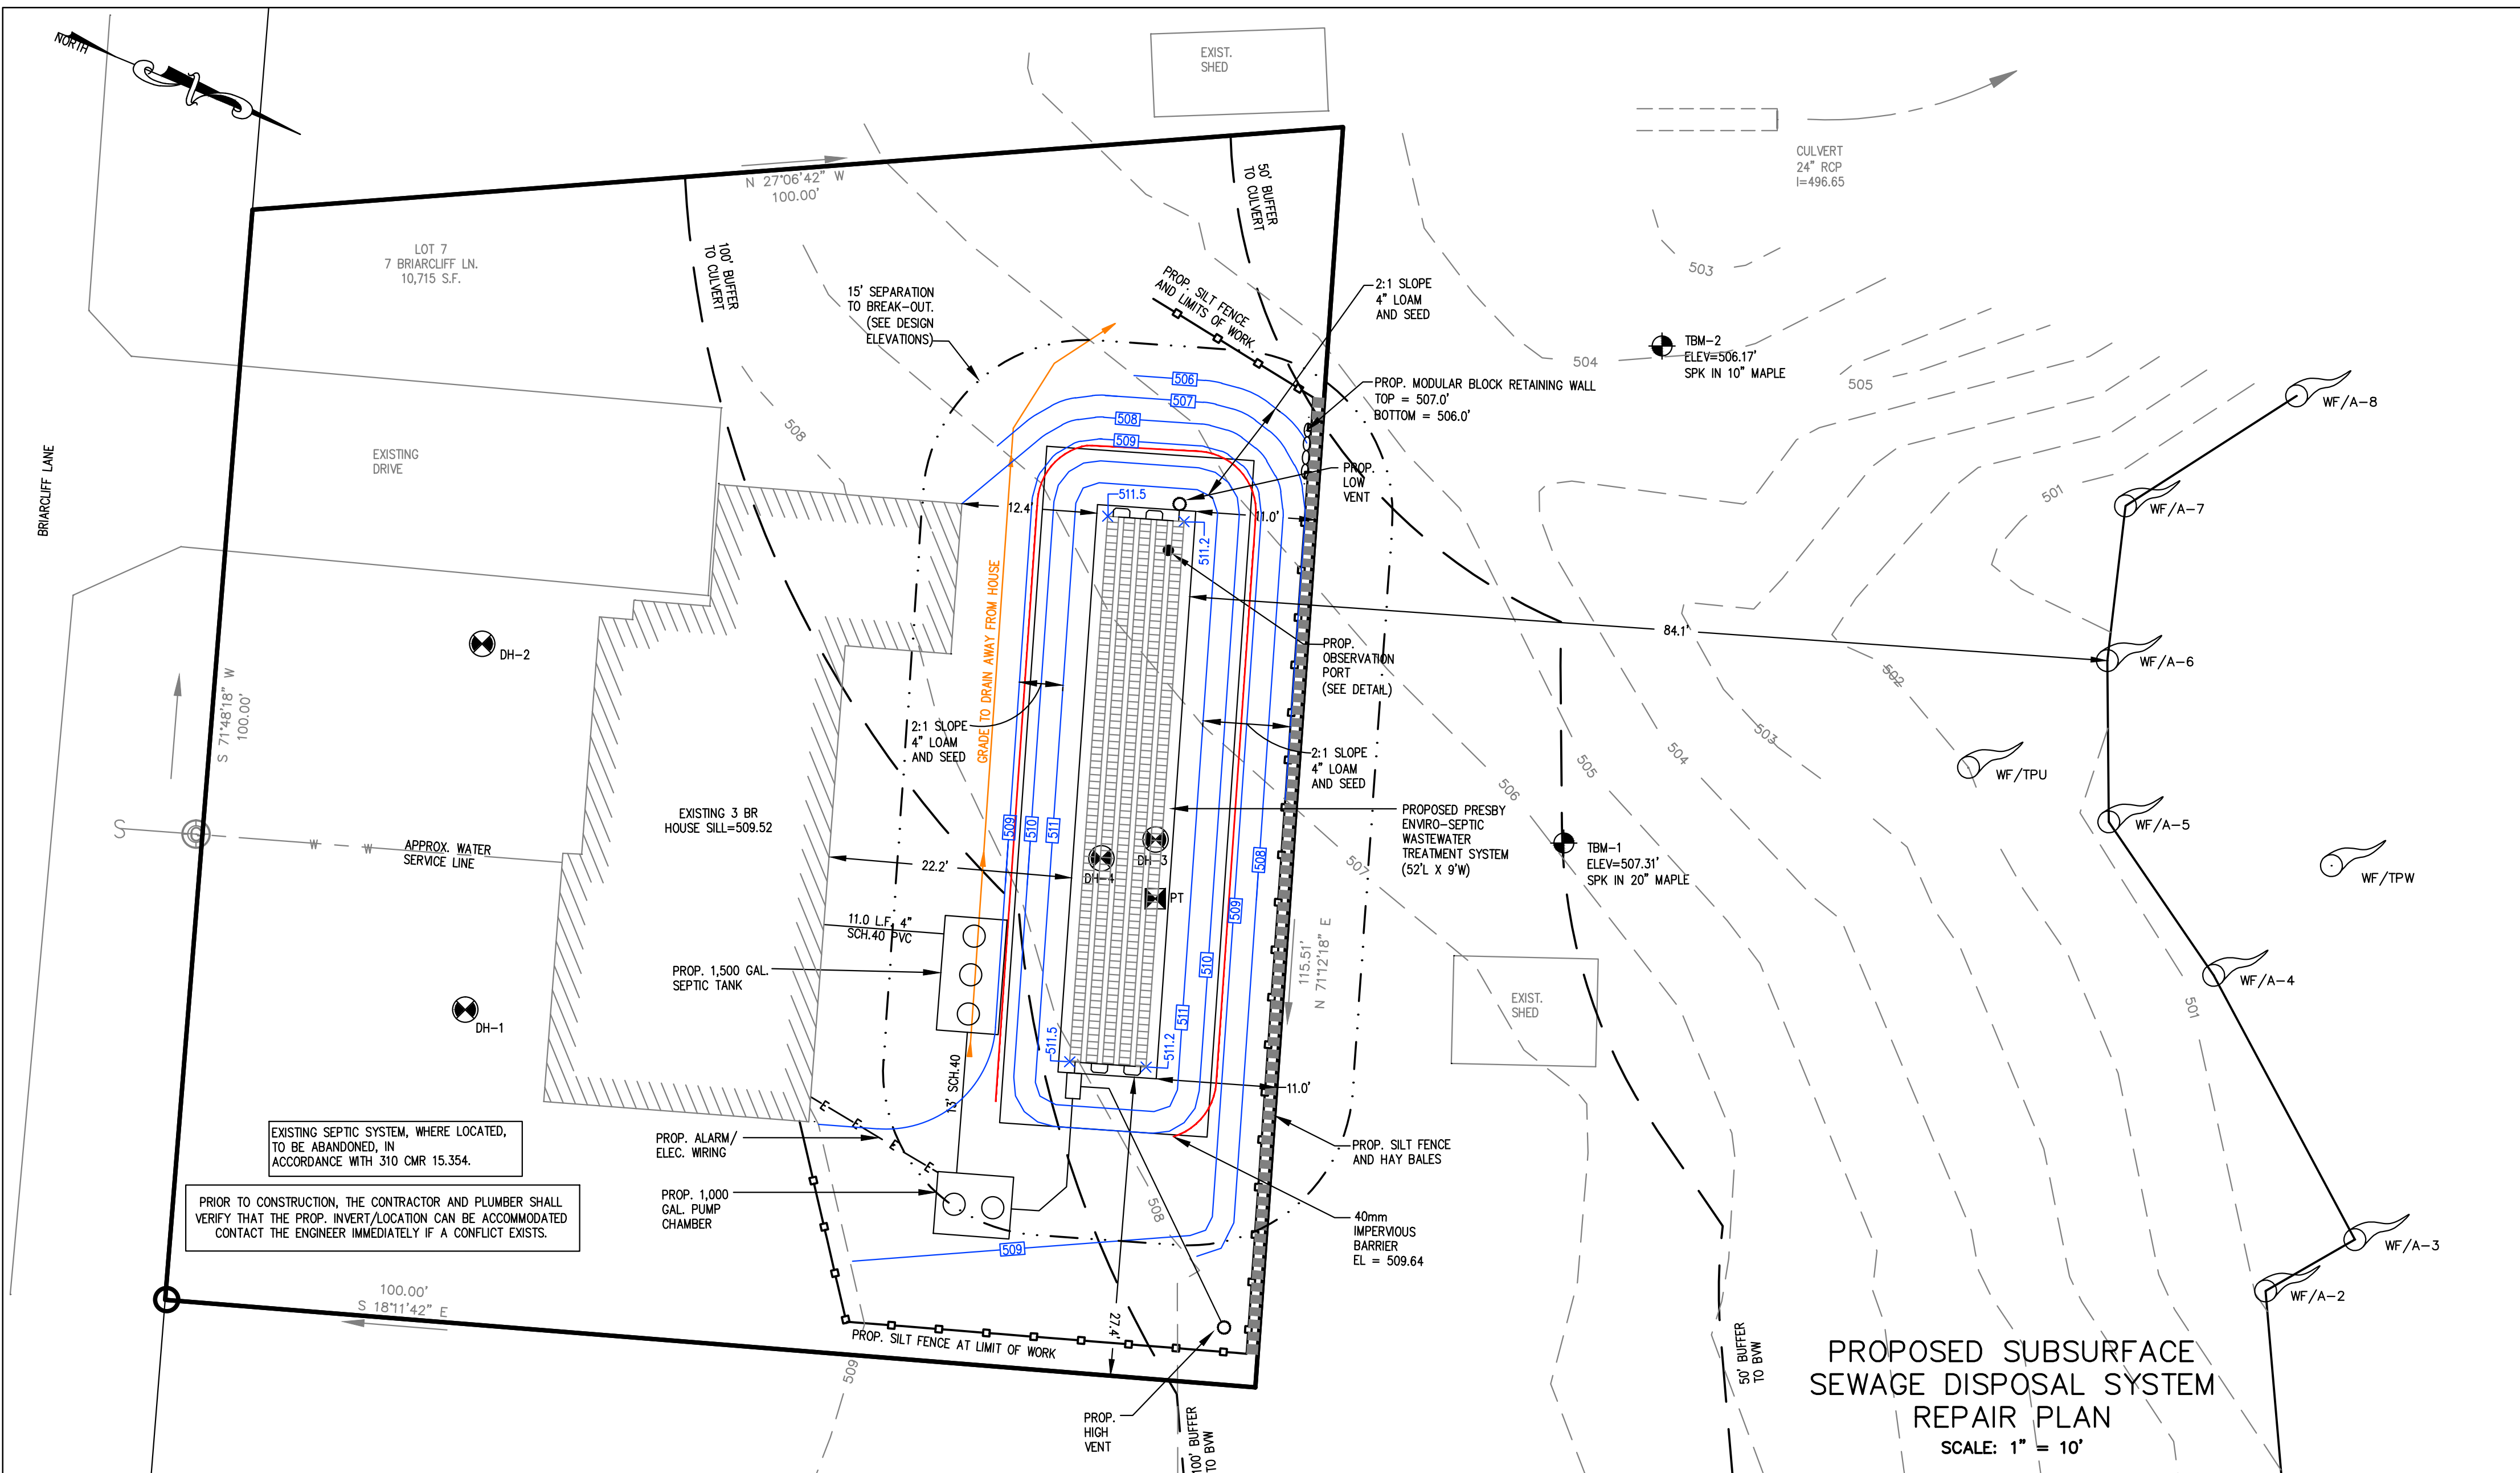 NORTH
EXIST.
SHED
CULVERT
24" RCP
I=496.65
N 27°06'42" W
100.00'
50' BUFFER
TO CULVERT
100' BUFFER
TO CULVERT
LOT 7
7 BRIARCLIFF LN.
10,715 S.F.
15' SEPARATION
TO BREAK-OUT.
(SEE DESIGN
ELEVATIONS)
PROP. SILT FENCE
AND LIMITS OF WORK
2:1 SLOPE
4" LOAM
AND SEED
503
504
505
TBM-2
ELEV=506.17'
SPK IN 10" MAPLE
PROP. MODULAR BLOCK RETAINING WALL
TOP = 507.0'
BOTTOM = 506.0'
506
507
508
509
508
WF/A-8
EXISTING
DRIVE
BRIARCLIFF LANE
PROP.
LOW
VENT
511.5
12.4'
11.0'
511.2
501
WF/A-7
GRADE TO DRAIN AWAY FROM HOUSE
84.1'
WF/A-6
DH-2
PROP.
OBSERVATION
PORT
(SEE DETAIL)
502
S 71°48'18" W
100.00'
2:1 SLOPE
4" LOAM
AND SEED
2:1 SLOPE
4" LOAM
AND SEED
503
504
505
506
507
WF/TPU
EXISTING 3 BR
HOUSE SILL=509.52
509
510
511
PROPOSED PRESBY
ENVIRO-SEPTIC
WASTEWATER
TREATMENT SYSTEM
(52'L X 9'W)
WF/A-5
S
W
W
APPROX. WATER
SERVICE LINE
TBM-1
ELEV=507.31'
SPK IN 20" MAPLE
WF/TPW
22.2'
DH-3
DH-4
PT
508
509
510
511
11.0 L.F. 4"
SCH.40 PVC
115.51'
N 71°12'18" E
PROP. 1,500 GAL.
SEPTIC TANK
EXIST.
SHED
WF/A-4
501
DH-1
511.5
511.2
13' SCH.40
11.0'
EXISTING SEPTIC SYSTEM, WHERE LOCATED,
TO BE ABANDONED, IN
ACCORDANCE WITH 310 CMR 15.354.
E
E
E
E
PROP. ALARM/
ELEC. WIRING
PROP. SILT FENCE
AND HAY BALES
PRIOR TO CONSTRUCTION, THE CONTRACTOR AND PLUMBER SHALL
VERIFY THAT THE PROP. INVERT/LOCATION CAN BE ACCOMMODATED
CONTACT THE ENGINEER IMMEDIATELY IF A CONFLICT EXISTS.
PROP. 1,000
GAL. PUMP
CHAMBER
508
509
40mm
IMPERVIOUS
BARRIER
EL = 509.64
WF/A-3
WF/A-2
100.00'
S 18°11'42" E
27.4'
PROP. SILT FENCE AT LIMIT OF WORK
509
50' BUFFER
TO BVW
PROP.
HIGH
VENT
100' BUFFER
TO BVW
PROPOSED SUBSURFACE
SEWAGE DISPOSAL SYSTEM
REPAIR PLAN
SCALE: 1" = 10'